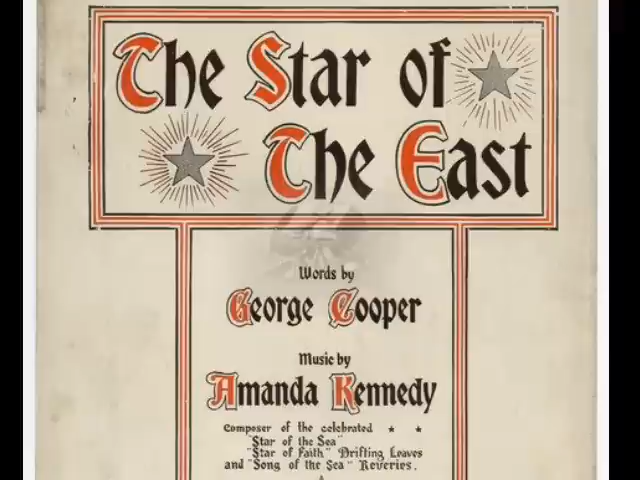 The Star of
The East
Words by
George Cooper
Music by
Amanda Kennedy
Composer of the celebrated
"Star of the Sea"
"Star of Faith" Drifting Leaves
and "Song of the Sea" Reveries.